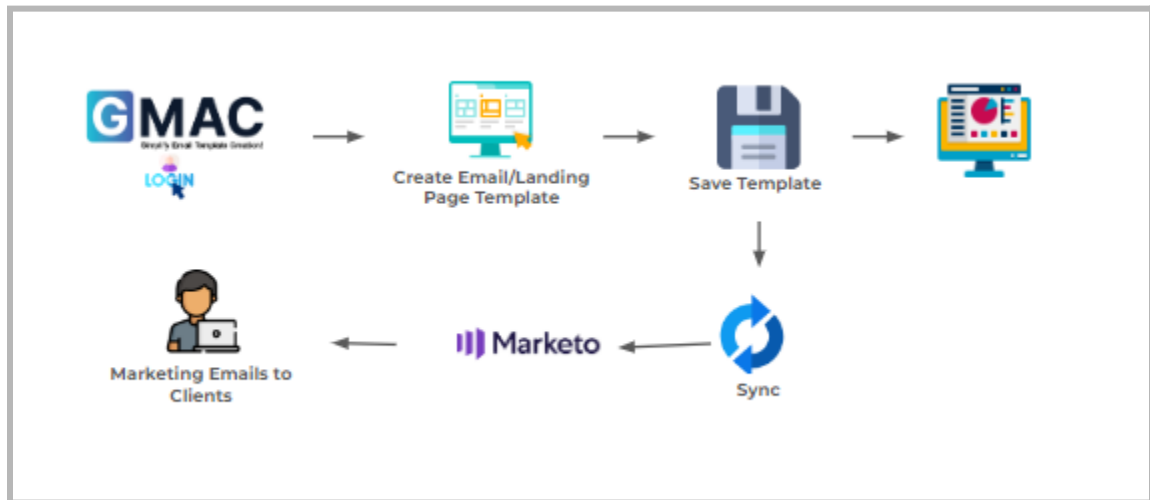 GMAC
LOGIN
Create Email/Landing
Page Template
Save Template
Marketing Emails to
Clients
Marketo
Sync